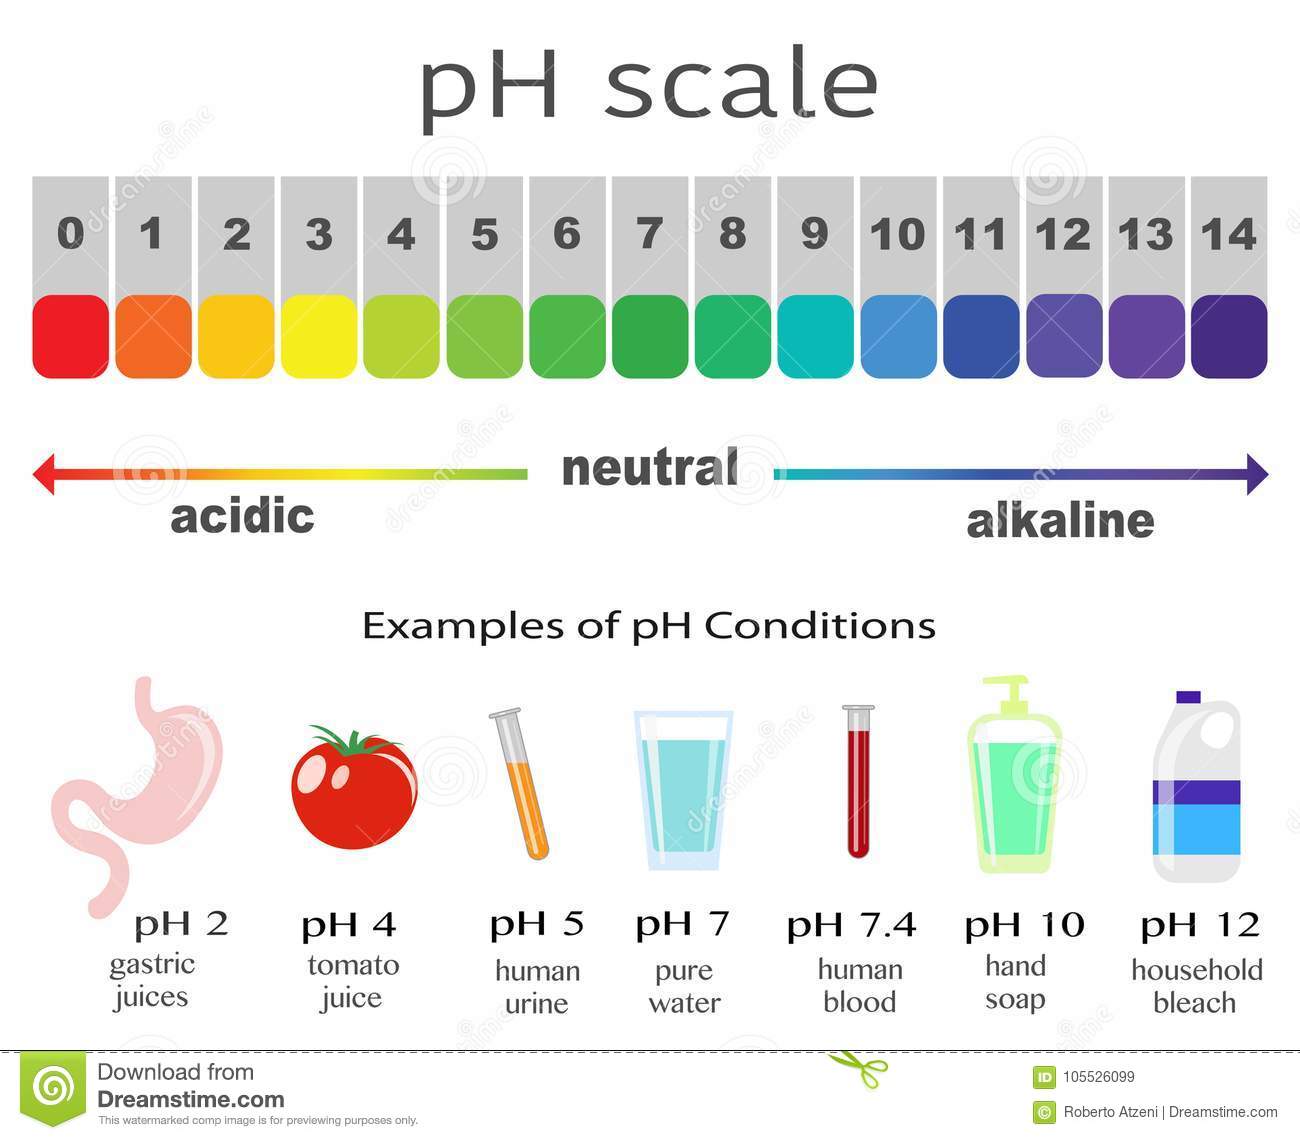 pH scale
0 1 2 3 4 5 6 7 8 9 10 11 12 13 14
neutral
acidic
alkaline
Examples of pH Conditions
pH 2
gastric
juices
pH 4
tomato
juice
pH 5
human
urine
pH 7
pure
water
pH 7.4
human
blood
pH 10
hand
soap
pH 12
household
bleach
dreamstime
Download from
Dreamstime.com
This watermarked comp image is for previewing purposes only.
ID 105526099
© Roberto Atzeni | Dreamstime.com